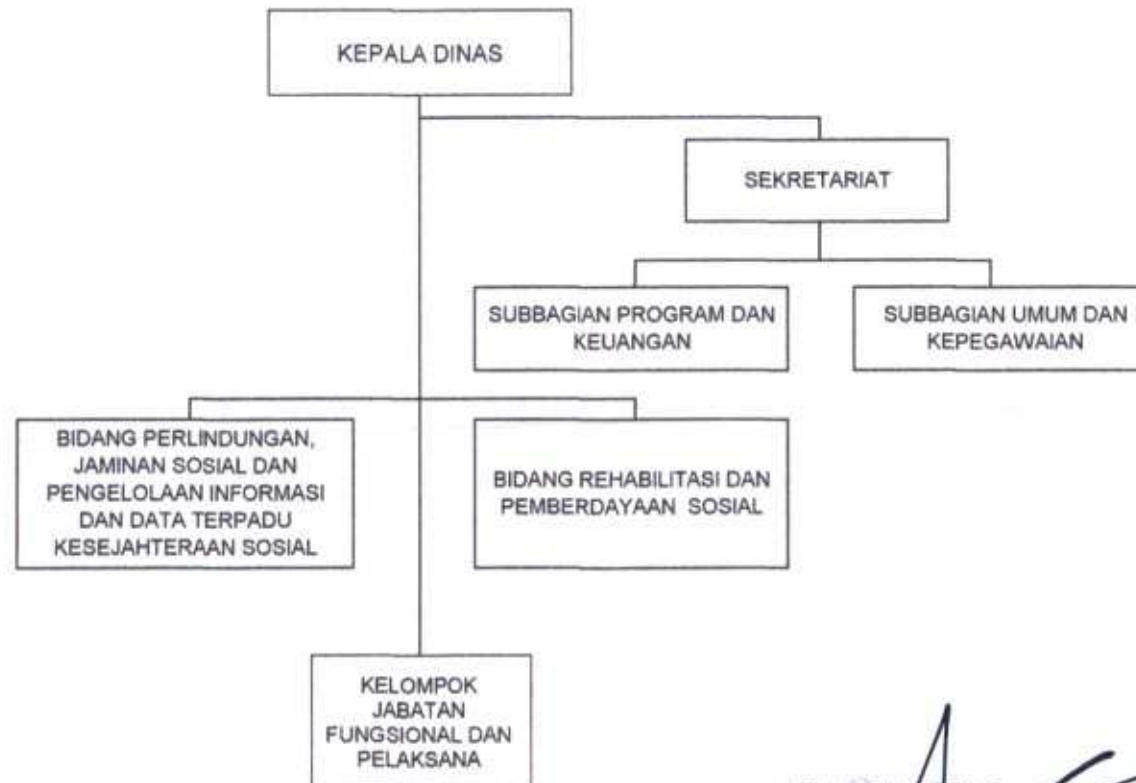 KEPALA DINAS
SEKRETARIAT
SUBBAGIAN PROGRAM DAN
KEUANGAN
SUBBAGIAN UMUM DAN
KEPEGAWAIAN
BIDANG PERLINDUNGAN,
JAMINAN SOSIAL DAN
PENGELOLAAN INFORMASI
DAN DATA TERPADU
KESEJAHTERAAN SOSIAL
BIDANG REHABILITASI DAN
PEMBERDAYAAN SOSIAL
KELOMPOK
JABATAN
FUNGSIONAL DAN
PELAKSANA